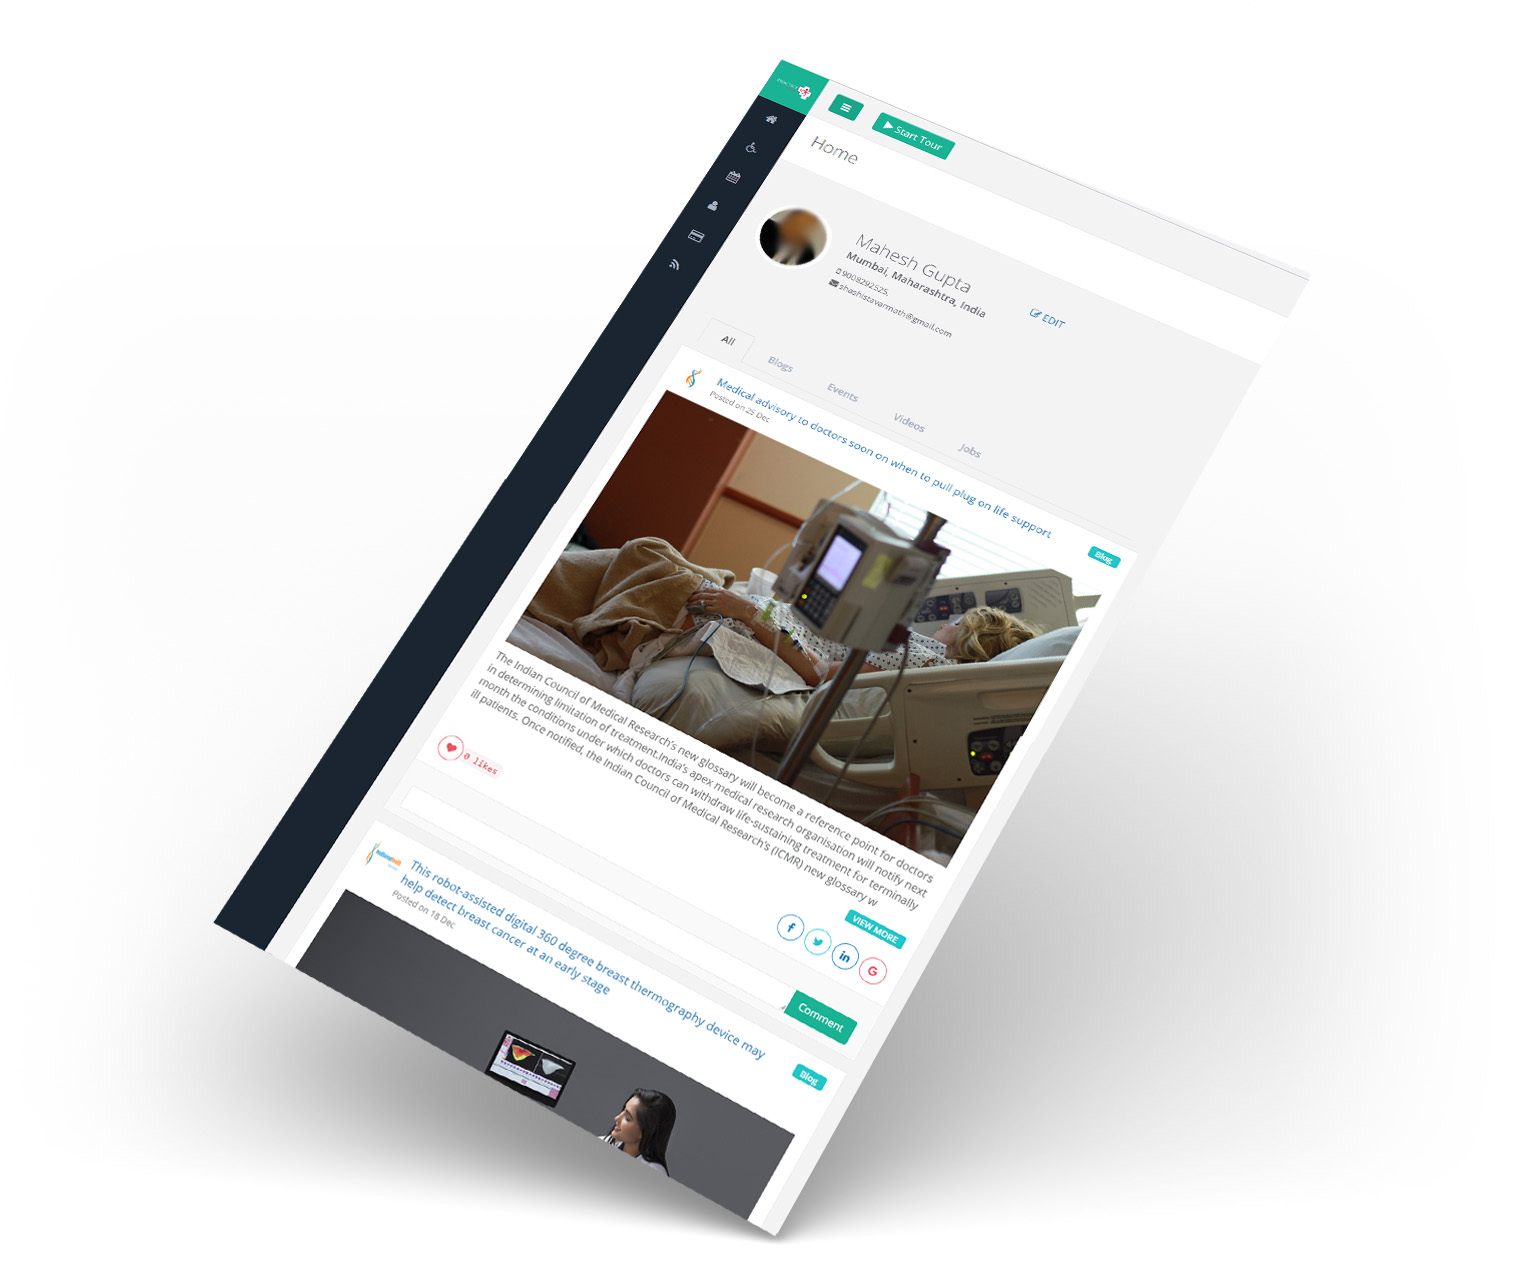 Start Tour
Home
Mahesh Gupta
Mumbai, Maharashtra, India
9008292525,
shashistavarmath@gmail.com
EDIT
All
Blogs
Events
Videos
Jobs
Medical advisory to doctors soon on when to pull plug on life support
Posted on 25 Dec
Blog
The Indian Council of Medical Research's new glossary will become a reference point for doctors
in determining limitation of treatment.India's apex medical research organisation will notify next
month the conditions under which doctors can withdraw life-sustaining treatment for terminally
ill patients. Once notified, the Indian Council of Medical Research's (ICMR) new glossary w
VIEW MORE
0 likes
Comment
This robot-assisted digital 360 degree breast thermography device may
help detect breast cancer at an early stage
Posted on 18 Dec
Blog